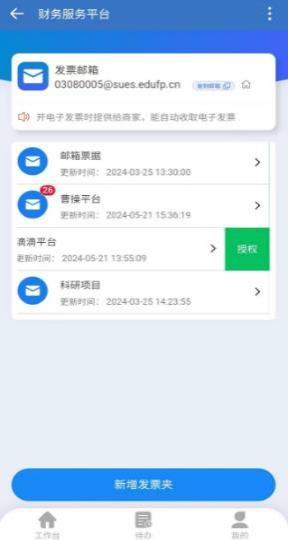 财务服务平台
发票邮箱
03080005@sues.edufp.cn
复制邮箱
开电子发票时提供给商家，能自动收取电子发票
邮箱票据
更新时间： 2024-03-25 13:30:00
26
曹操平台
更新时间： 2024-05-21 15:36:19
滴滴平台
更新时间： 2024-05-21 13:55:09
授权
科研项目
更新时间： 2024-03-25 14:23:55
新增发票夹
工作台
待办
我的